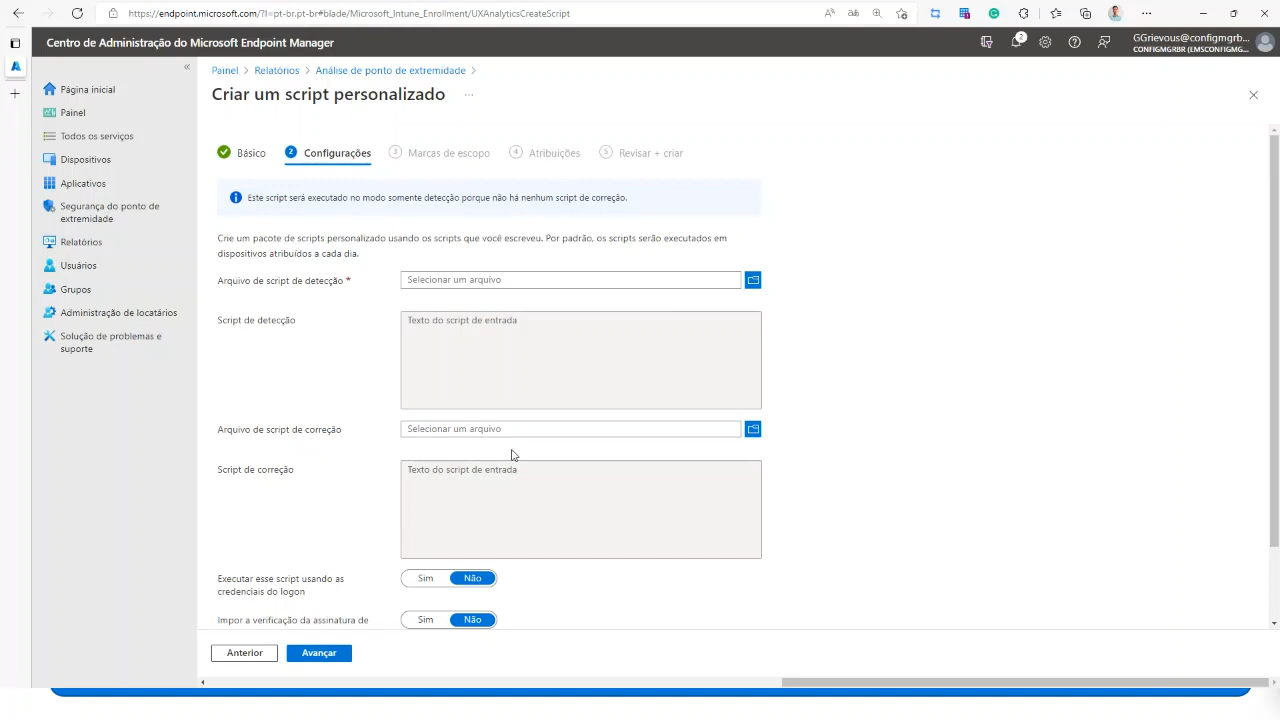 https://endpoint.microsoft.com/?l=pt-br.pt-br#blade/Microsoft_Intune_Enrollment/UXAnalyticsCreateScript
Centro de Administração do Microsoft Endpoint Manager
2
GGrievous@configmgrb...
CONFIGMGRBR (EMSCONFIGMG...
Página inicial
Painel
Todos os serviços
Dispositivos
Aplicativos
Segurança do ponto de
extremidade
Relatórios
Usuários
Grupos
Administração de locatários
Solução de problemas e
suporte
Painel > Relatórios > Análise de ponto de extremidade >
Criar um script personalizado ...
Básico
2 Configurações
3 Marcas de escopo
4 Atribuições
5 Revisar + criar
Este script será executado no modo somente detecção porque não há nenhum script de correção.
Crie um pacote de scripts personalizado usando os scripts que você escreveu. Por padrão, os scripts serão executados em
dispositivos atribuídos a cada dia.
Arquivo de script de detecção *
Selecionar um arquivo
Script de detecção
Texto do script de entrada
Arquivo de script de correção
Selecionar um arquivo
Script de correção
Texto do script de entrada
Executar esse script usando as
credenciais do logon
Sim Não
Impor a verificação da assinatura de
Sim Não
Anterior
Avançar